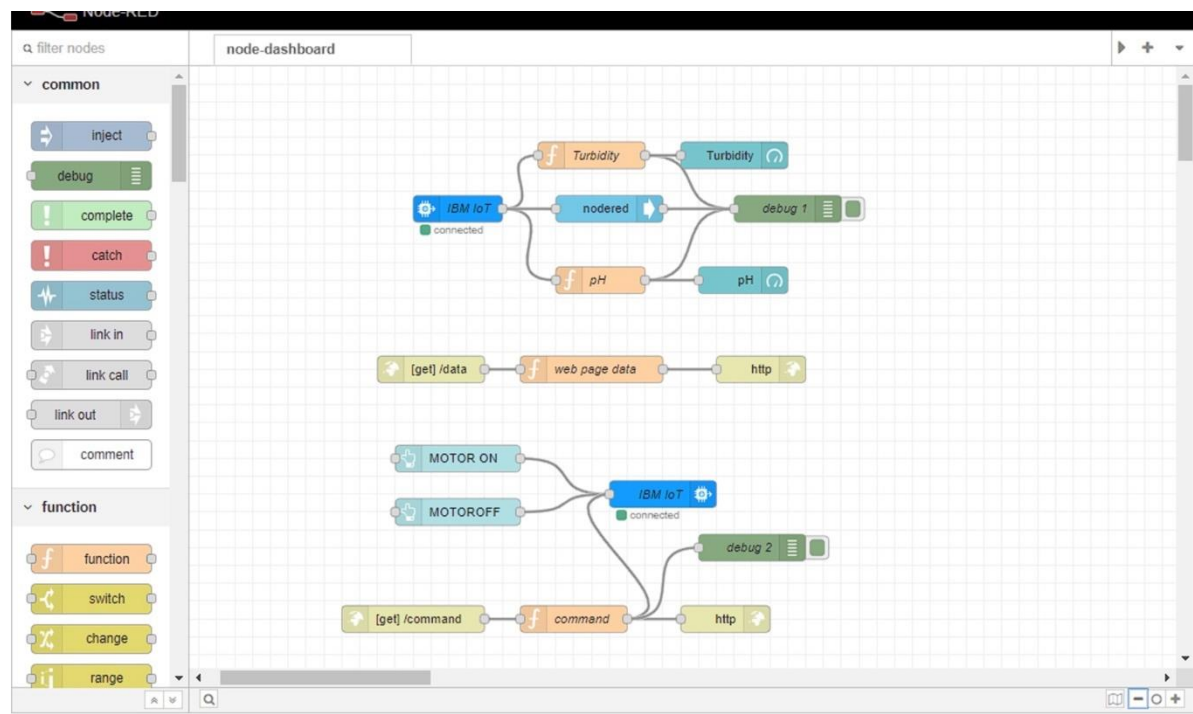 Node-RED
filter nodes
node-dashboard
common
inject
debug
complete
catch
status
link in
link call
link out
comment
function
function
switch
change
range
Turbidity
Turbidity
IBM IoT
connected
nodered
debug 1
pH
pH
[get] /data
web page data
http
MOTOR ON
MOTOROFF
IBM IoT
connected
debug 2
[get] /command
command
http